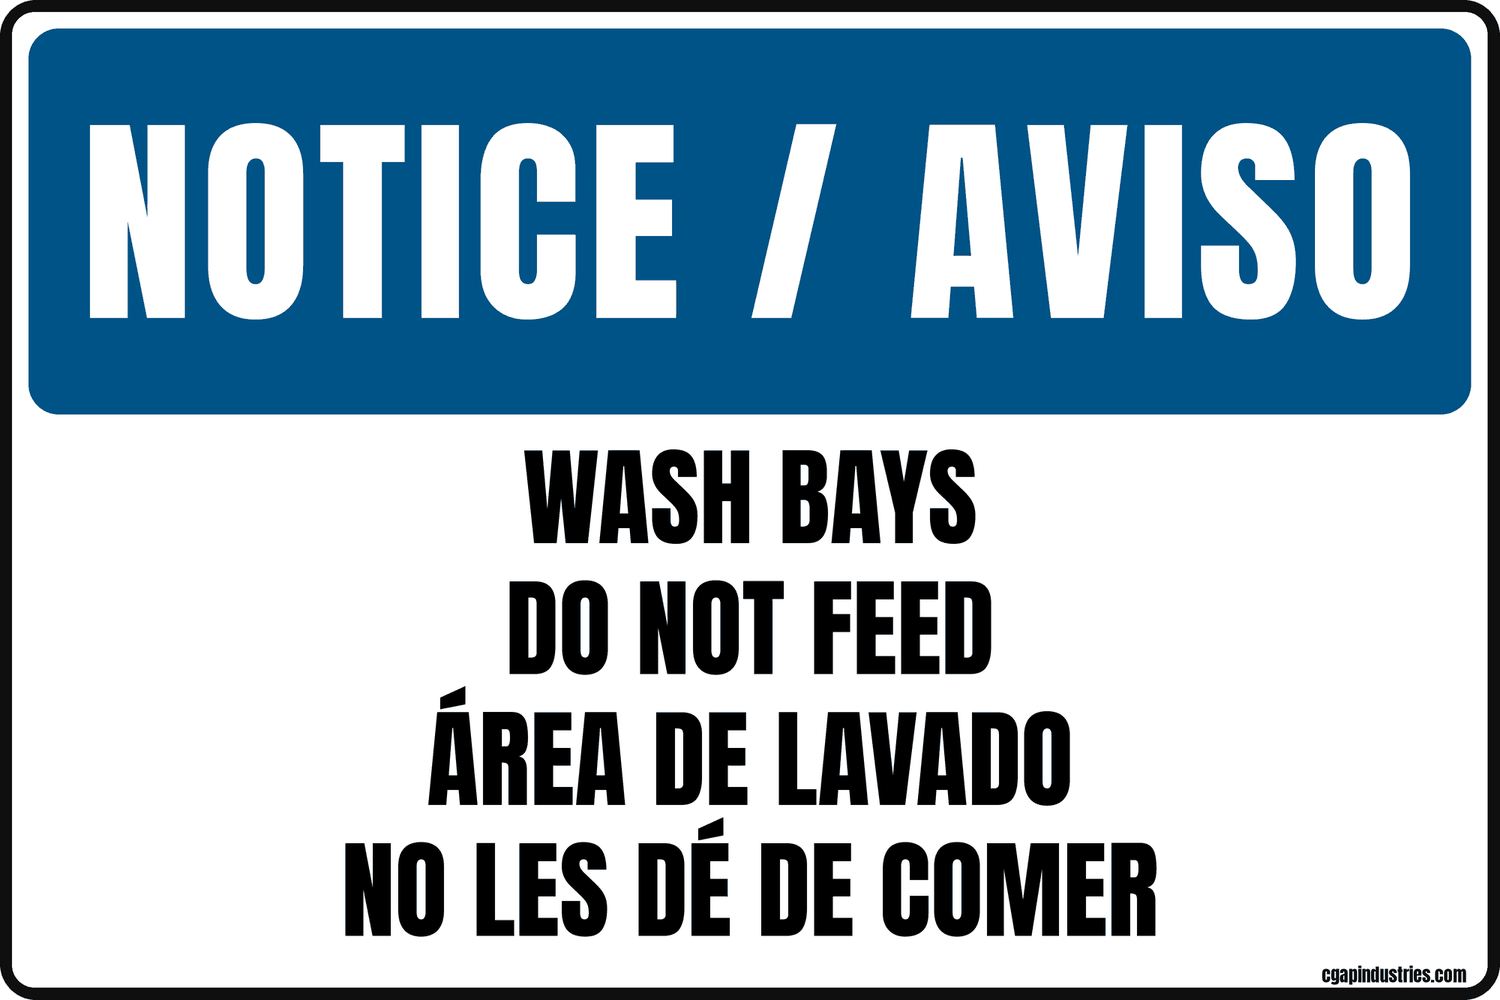 NOTICE / AVISO
WASH BAYS
DO NOT FEED
ÁREA DE LAVADO
NO LES DÉ DE COMER
cgapindustries.com